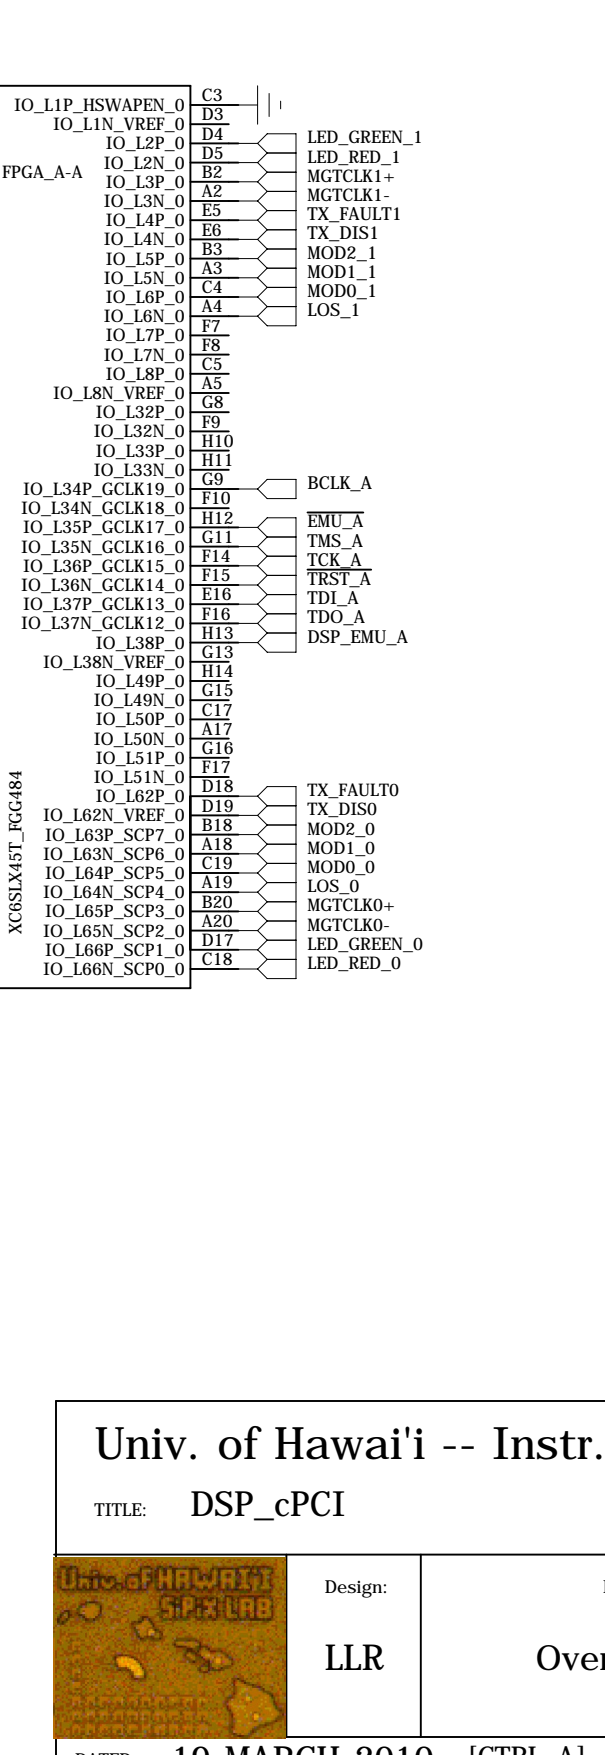 IO_L1P_HSWAPEN_0 C3
IO_L1N_VREF_0 D3
IO_L2P_0 D4 LED_GREEN_1
IO_L2N_0 D5 LED_RED_1
FPGA_A-A
IO_L3P_0 B2 MGTCLK1+
IO_L3N_0 A2 MGTCLK1-
IO_L4P_0 E5 TX_FAULT1
IO_L4N_0 E6 TX_DIS1
IO_L5P_0 B3 MOD2_1
IO_L5N_0 A3 MOD1_1
IO_L6P_0 C4 MOD0_1
IO_L6N_0 A4 LOS_1
IO_L7P_0 F7
IO_L7N_0 F8
IO_L8P_0 C5
IO_L8N_VREF_0 A5
IO_L32P_0 G8
IO_L32N_0 F9
IO_L33P_0 H10
IO_L33N_0 H11
IO_L34P_GCLK19_0 G9 BCLK_A
IO_L34N_GCLK18_0 F10
IO_L35P_GCLK17_0 H12 EMU_A
IO_L35N_GCLK16_0 G11 TMS_A
IO_L36P_GCLK15_0 F14 TCK_A
IO_L36N_GCLK14_0 F15 TRST_A
IO_L37P_GCLK13_0 E16 TDI_A
IO_L37N_GCLK12_0 F16 TDO_A
IO_L38P_0 H13 DSP_EMU_A
IO_L38N_VREF_0 G13
IO_L49P_0 H14
IO_L49N_0 G15
IO_L50P_0 C17
IO_L50N_0 A17
IO_L51P_0 G16
IO_L51N_0 F17
IO_L62P_0 D18 TX_FAULT0
IO_L62N_VREF_0 D19 TX_DIS0
IO_L63P_SCP7_0 B18 MOD2_0
IO_L63N_SCP6_0 A18 MOD1_0
IO_L64P_SCP5_0 C19 MOD0_0
IO_L64N_SCP4_0 A19 LOS_0
IO_L65P_SCP3_0 B20 MGTCLK0+
IO_L65N_SCP2_0 A20 MGTCLK0-
IO_L66P_SCP1_0 D17 LED_GREEN_0
IO_L66N_SCP0_0 C18 LED_RED_0
XC6SLX45T_FGG484
Univ. of Hawai'i -- Instr.
TITLE: DSP_cPCI
Univ. of HAWAI'I
SiPiX LAB
Design:
LLR
Over